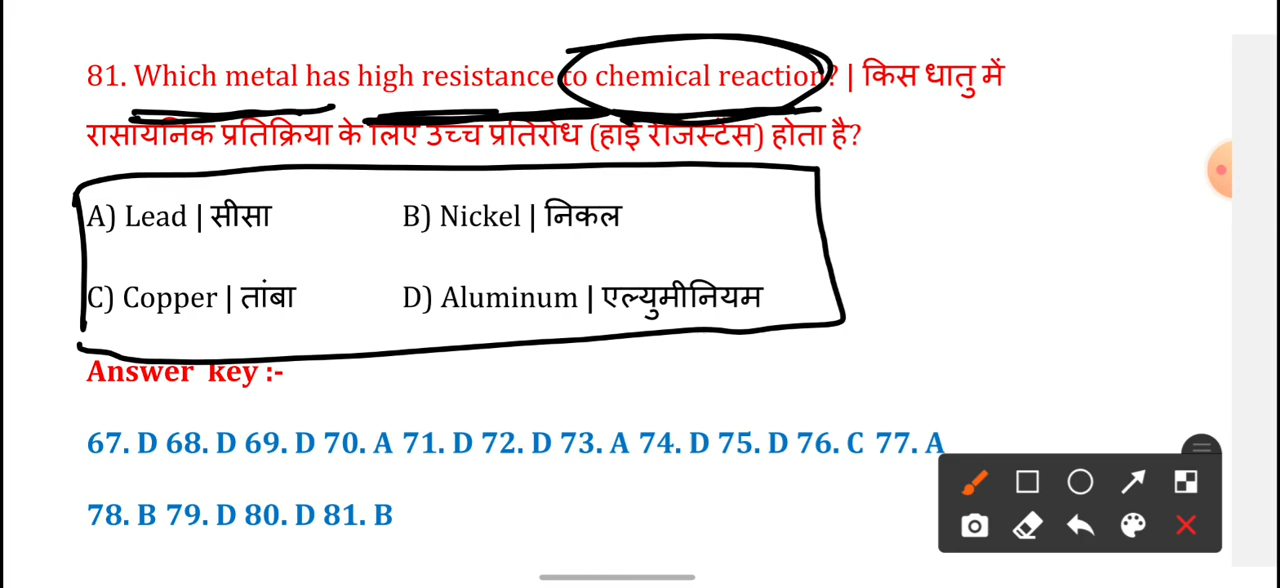 81. Which metal has high resistance to chemical reaction? | किस धातु में
रासायनिक प्रतिक्रिया के लिए उच्च प्रतिरोध (हाई रजिस्टेंस) होता है?
A) Lead | सीसा B) Nickel | निकल
C) Copper | तांबा D) Aluminum | एल्युमीनियम
Answer key :-
67. D 68. D 69. D 70. A 71. D 72. D 73. A 74. D 75. D 76. C 77. A
78. B 79. D 80. D 81. B